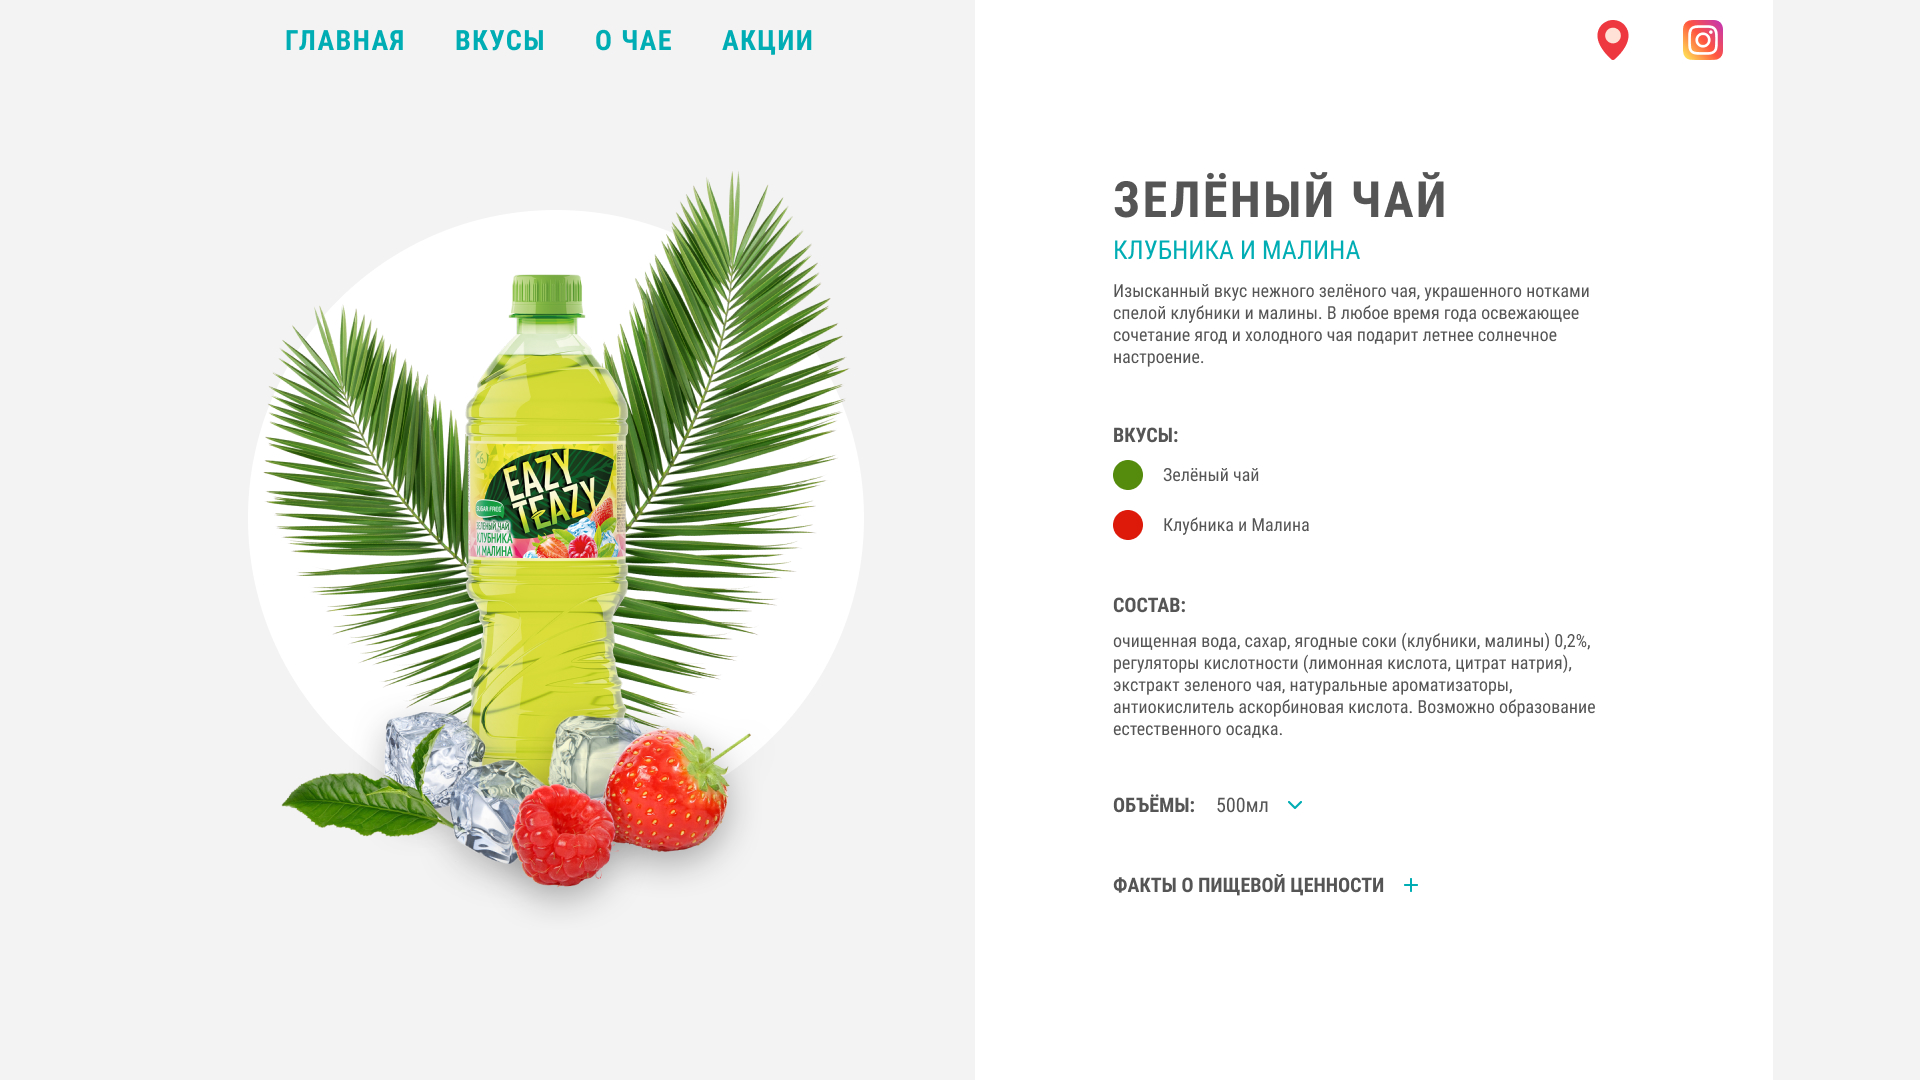 ГЛАВНАЯ ВКУСЫ О ЧАЕ АКЦИИ
EAZY
TEAZY
SUGAR FREE
ЗЕЛЁНЫЙ ЧАЙ
КЛУБНИКА
И МАЛИНА
ЗЕЛЁНЫЙ ЧАЙ
КЛУБНИКА И МАЛИНА
Изысканный вкус нежного зелёного чая, украшенного нотками
спелой клубники и малины. В любое время года освежающее
сочетание ягод и холодного чая подарит летнее солнечное
настроение.
ВКУСЫ:
Зелёный чай
Клубника и Малина
СОСТАВ:
очищенная вода, сахар, ягодные соки (клубники, малины) 0,2%,
регуляторы кислотности (лимонная кислота, цитрат натрия),
экстракт зеленого чая, натуральные ароматизаторы,
антиокислитель аскорбиновая кислота. Возможно образование
естественного осадка.
ОБЪЁМЫ: 500мл
ФАКТЫ О ПИЩЕВОЙ ЦЕННОСТИ +